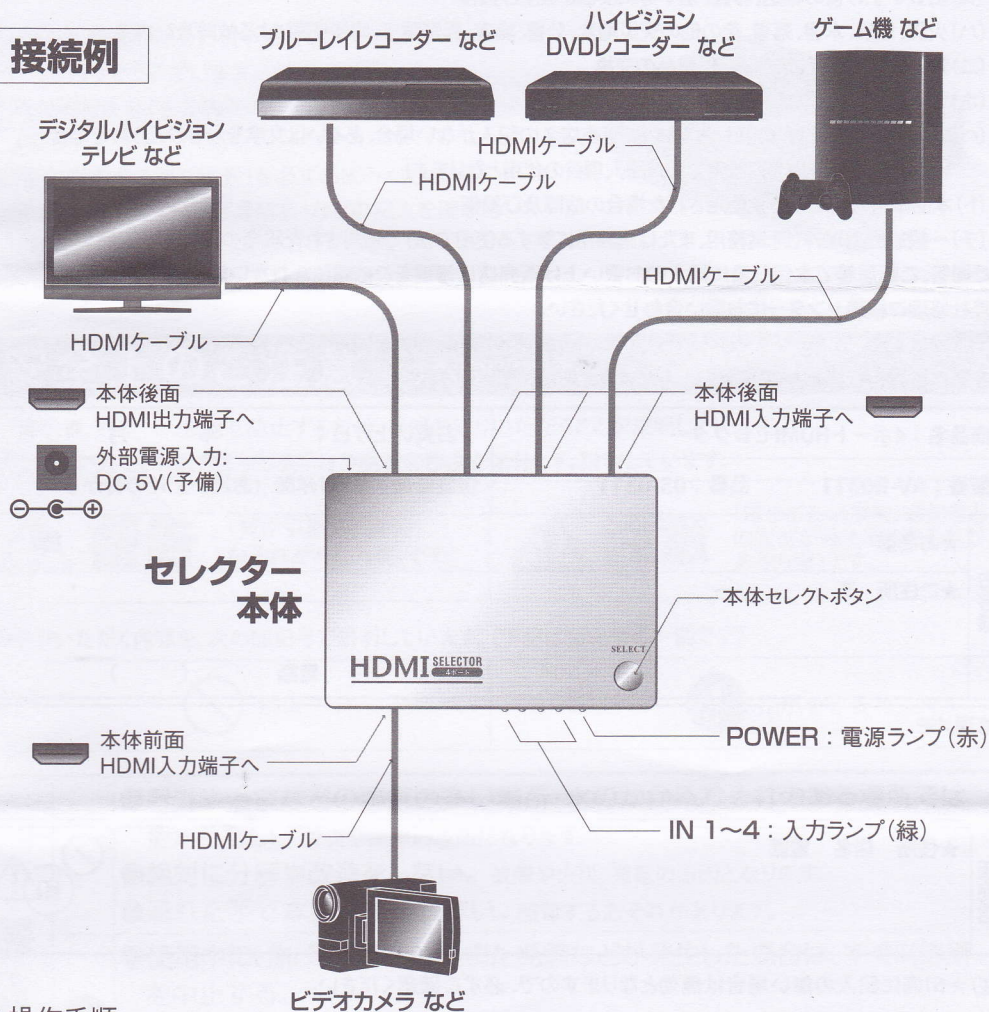 接続例
ブルーレイレコーダー など
ハイビジョン
DVDレコーダー など
ゲーム機 など
デジタルハイビジョン
テレビ など
HDMIケーブル
HDMIケーブル
HDMIケーブル
HDMIケーブル
本体後面
HDMI出力端子へ
本体後面
HDMI入力端子へ
外部電源入力:
DC 5V(予備)
セレクター
本体
本体セレクトボタン
SELECT
HDMI SELECTOR
4ポート
POWER : 電源ランプ(赤)
本体前面
HDMI入力端子へ
IN 1〜4 : 入力ランプ(緑)
HDMIケーブル
ビデオカメラ など
操作手順